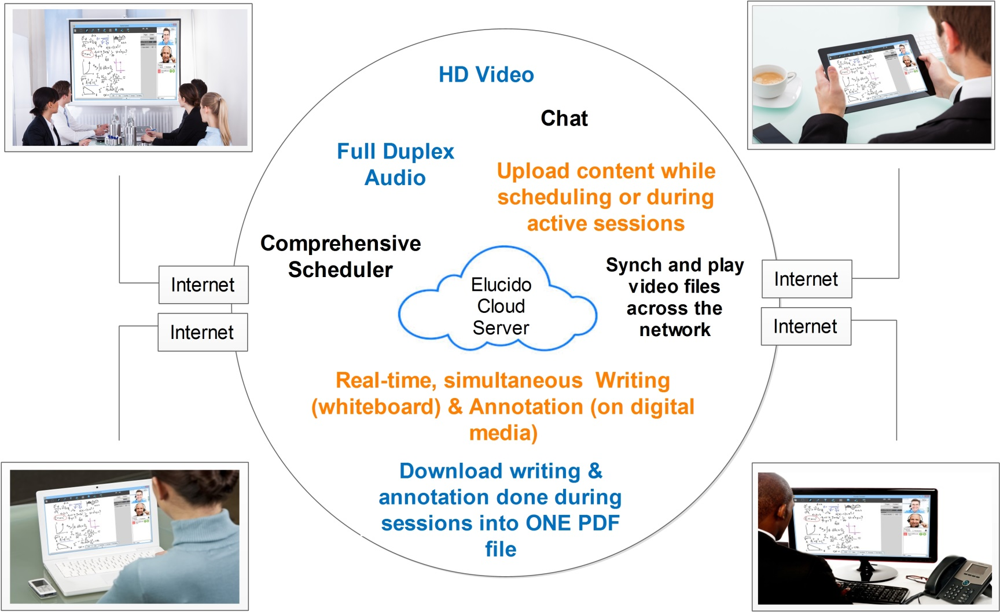 HD Video
Chat
Full Duplex
Audio
Upload content while
scheduling or during
active sessions
Comprehensive
Scheduler
Elucido
Cloud
Server
Synch and play
video files
across the
network
Internet
Internet
Internet
Internet
Real-time, simultaneous Writing
(whiteboard) & Annotation (on digital
media)
Download writing &
annotation done during
sessions into ONE PDF
file